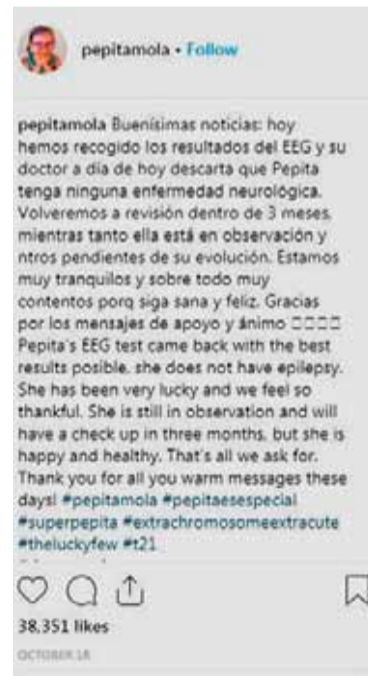 pepitamola • Follow
pepitamola Buenísimas noticias: hoy
hemos recogido los resultados del EEG y su
doctor a día de hoy descarta que Pepita
tenga ninguna enfermedad neurológica.
Volveremos a revisión dentro de 3 meses,
mientras tanto ella está en observación y
ntros pendientes de su evolución. Estamos
muy tranquilos y sobre todo muy
contentos porq siga sana y feliz. Gracias
por los mensajes de apoyo y ánimo □□□□
Pepita's EEG test came back with the best
results posible, she does not have epilepsy.
She has been very lucky and we feel so
thankful. She is still in observation and will
have a check up in three months, but she is
happy and healthy. That's all we ask for.
Thank you for all you warm messages these
days! #pepitamola #pepitaesespecial
#superpepita #extrachromosomeextracute
#theluckyfew #t21
38,351 likes
OCTOBER 18